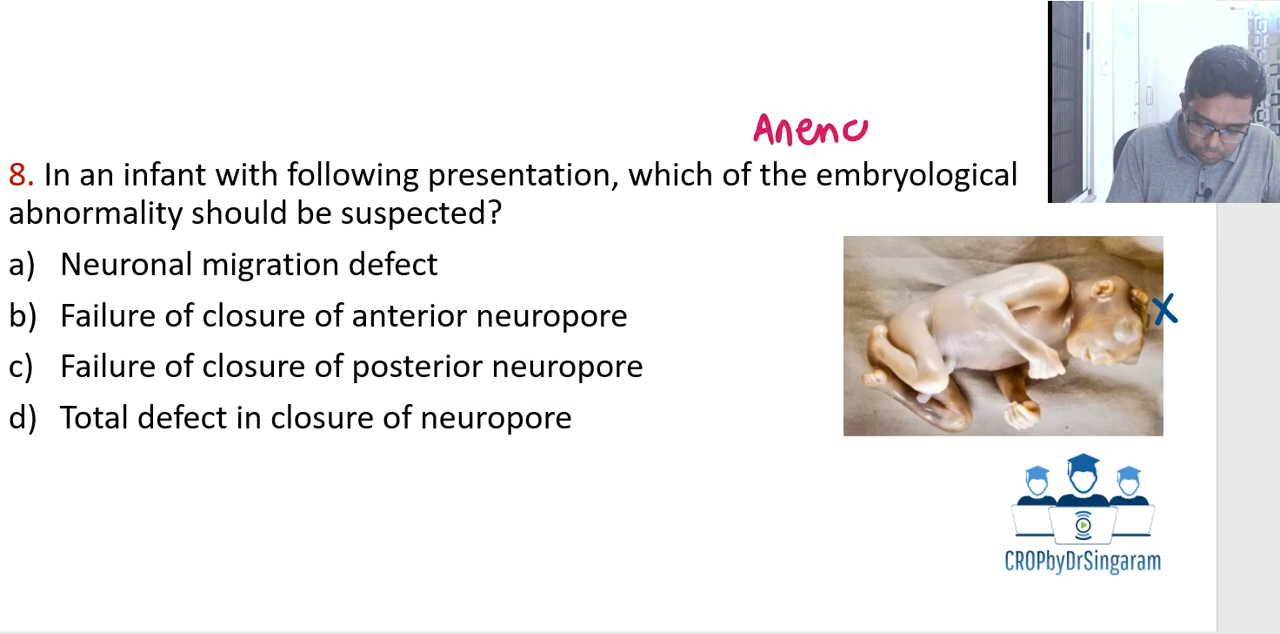 Anenc
8. In an infant with following presentation, which of the embryological
abnormality should be suspected?
a) Neuronal migration defect
b) Failure of closure of anterior neuropore
c) Failure of closure of posterior neuropore
d) Total defect in closure of neuropore
X
CROPbyDrSingaram